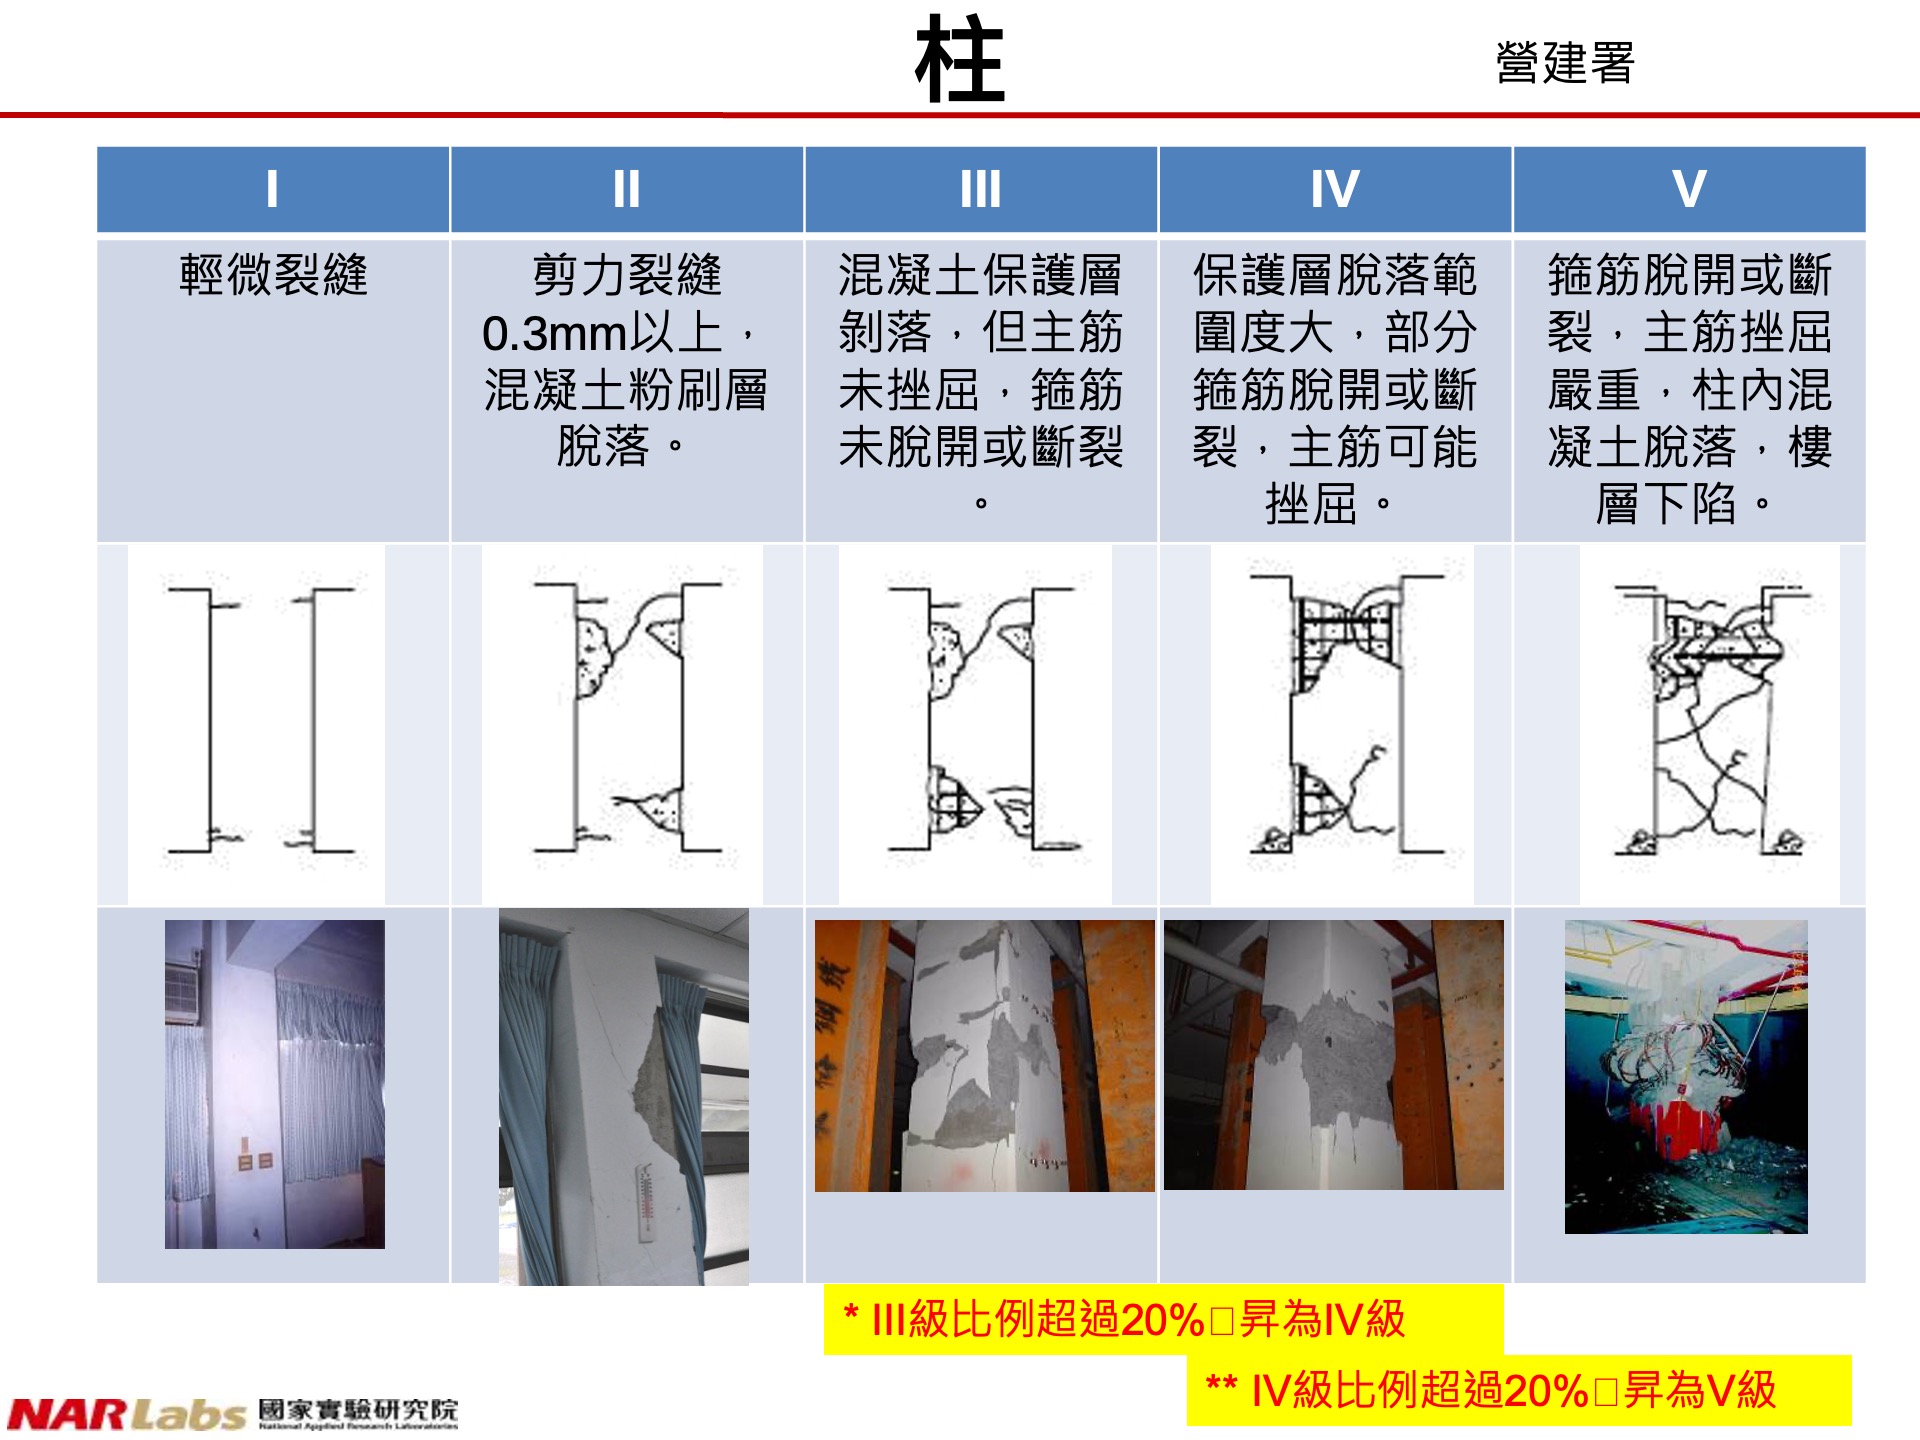 柱
營建署
I
II
III
IV
V
輕微裂縫
剪力裂縫
0.3mm以上，
混凝土粉刷層
脫落。
混凝土保護層
剝落，但主筋
未挫屈，箍筋
未脫開或斷裂
。
保護層脫落範
圍度大，部分
箍筋脫開或斷
裂，主筋可能
挫屈。
箍筋脫開或斷
裂，主筋挫屈
嚴重，柱內混
凝土脫落，樓
層下陷。
* III級比例超過20%□昇為IV級
** IV級比例超過20%□昇為V級
NARLabs 國家實驗研究院
National Applied Research Laboratories